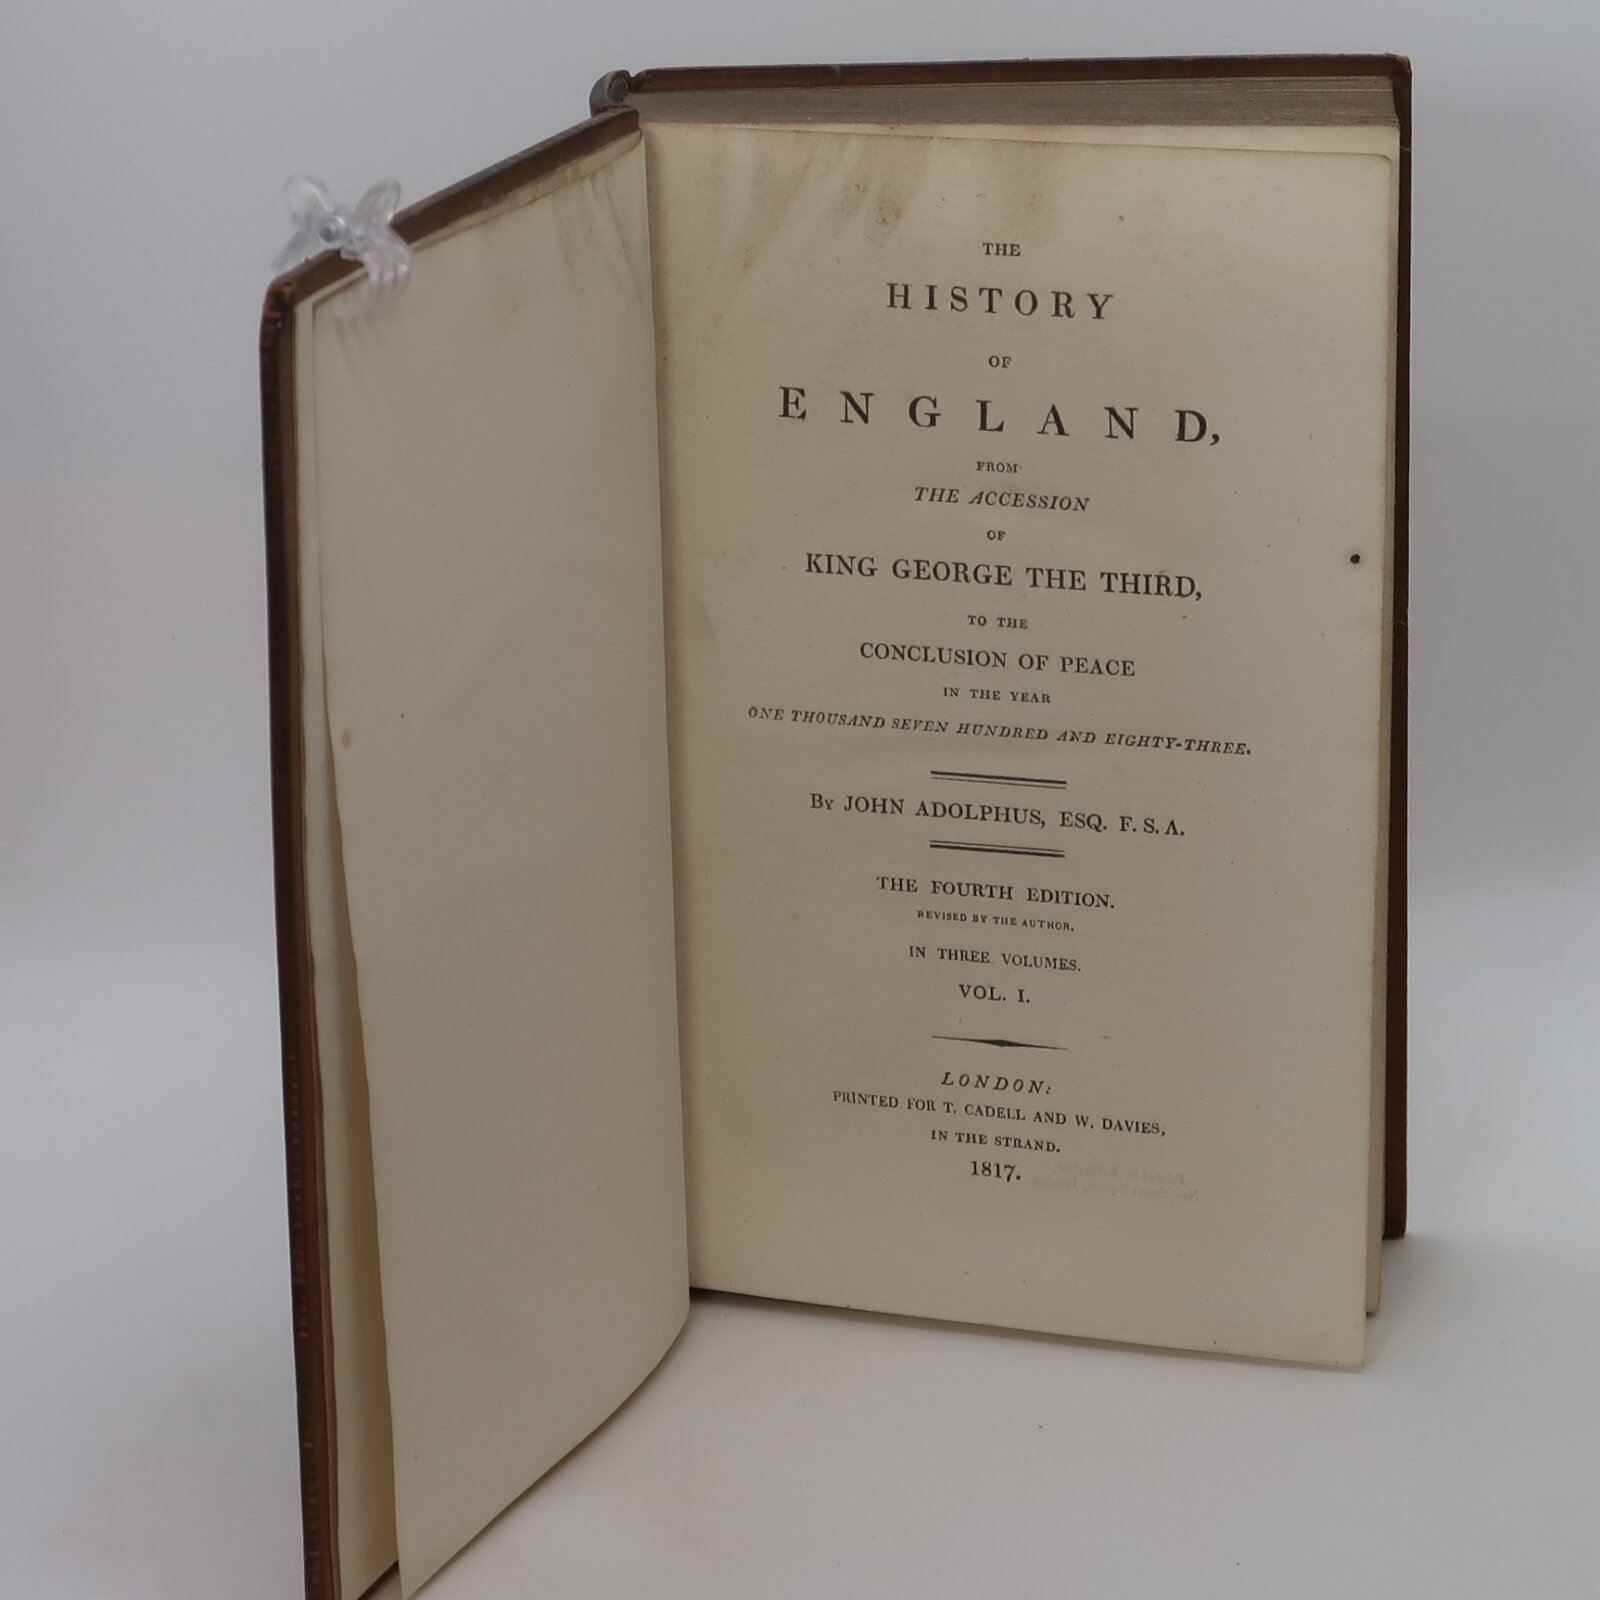 THE
HISTORY
OF
ENGLAND,
FROM
THE ACCESSION
OF
KING GEORGE THE THIRD,
TO THE
CONCLUSION OF PEACE
IN THE YEAR
ONE THOUSAND SEVEN HUNDRED AND EIGHTY-THREE.
By JOHN ADOLPHUS, ESQ. F. S. A.
THE FOURTH EDITION.
REVISED BY THE AUTHOR.
IN THREE VOLUMES.
VOL. I.
LONDON:
PRINTED FOR T. CADELL AND W. DAVIES,
IN THE STRAND.
1817.